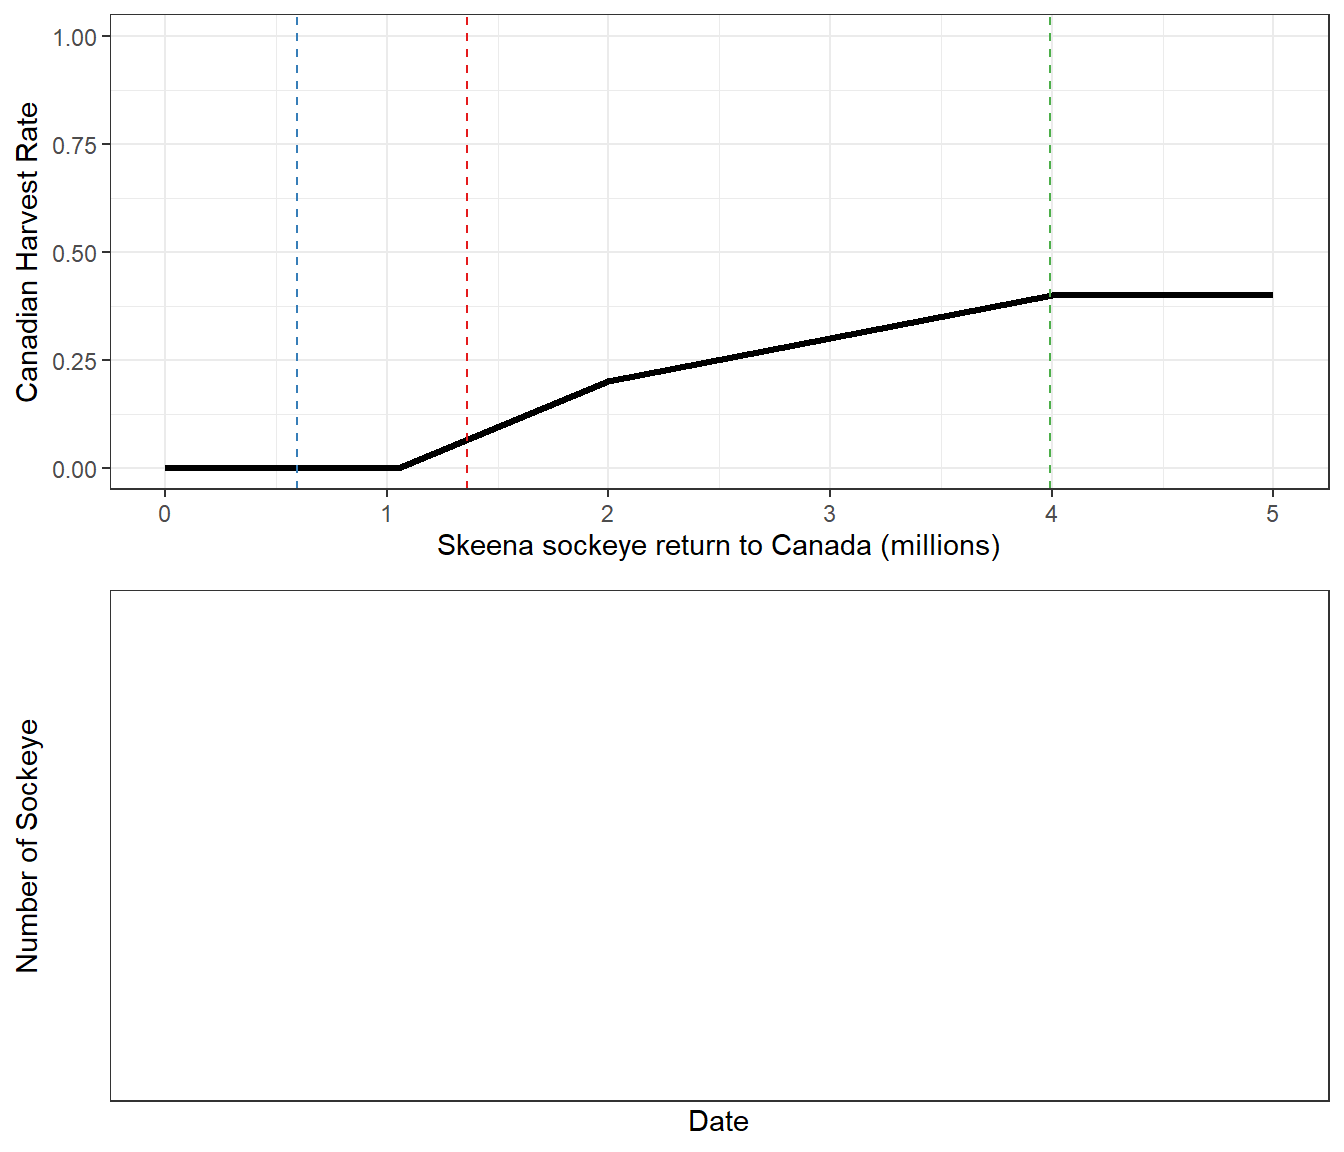 Canadian Harvest Rate
1.00
0.75
0.50
0.25
0.00
0 1 2 3 4 5
Skeena sockeye return to Canada (millions)
Number of Sockeye
Date